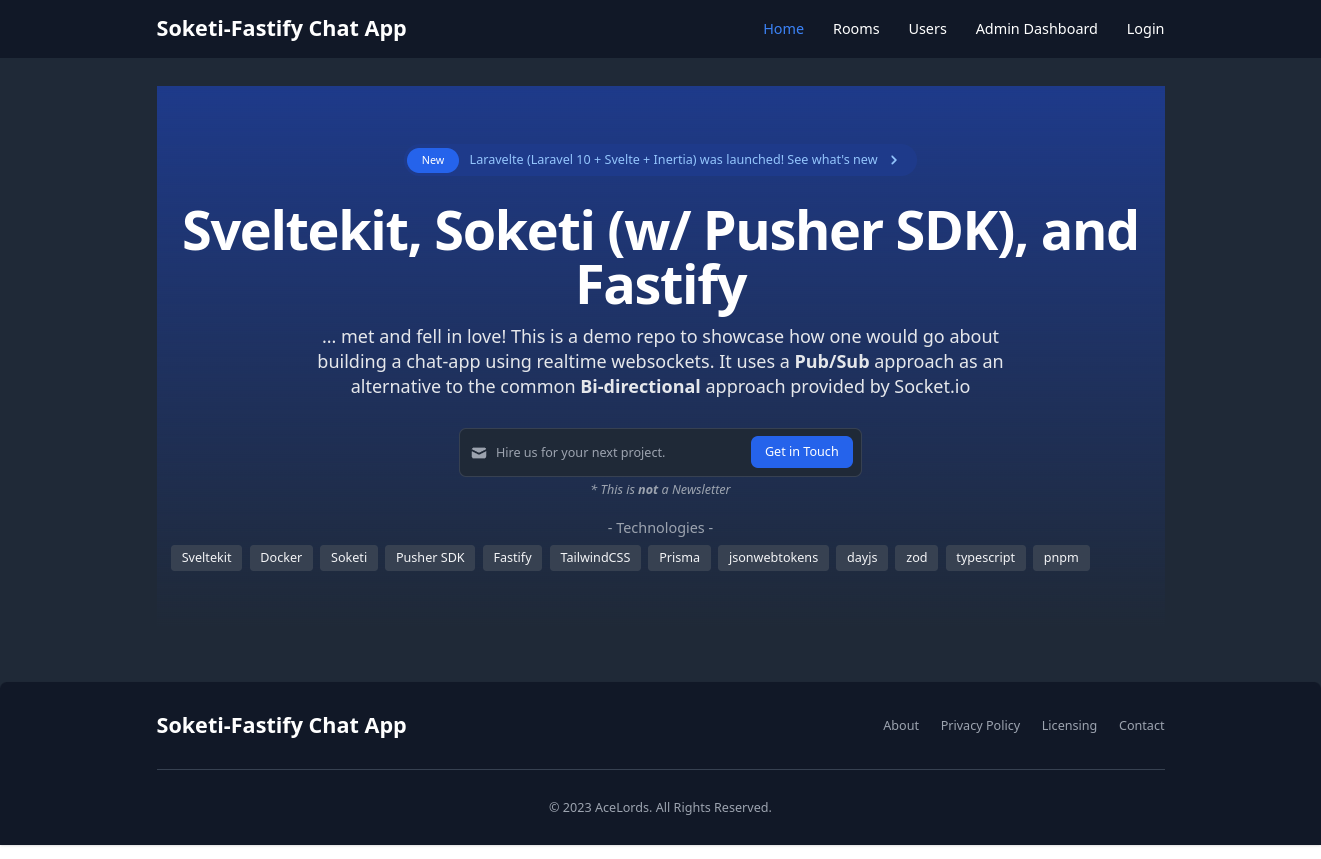 Soketi-Fastify Chat App
Home Rooms Users Admin Dashboard Login
New Laravelte (Laravel 10 + Svelte + Inertia) was launched! See what's new
Sveltekit, Soketi (w/ Pusher SDK), and
Fastify
... met and fell in love! This is a demo repo to showcase how one would go about
building a chat-app using realtime websockets. It uses a Pub/Sub approach as an
alternative to the common Bi-directional approach provided by Socket.io
Hire us for your next project. Get in Touch
* This is not a Newsletter
- Technologies -
Sveltekit Docker Soketi Pusher SDK Fastify TailwindCSS Prisma jsonwebtokens dayjs zod typescript pnpm
Soketi-Fastify Chat App
About Privacy Policy Licensing Contact
© 2023 AceLords. All Rights Reserved.